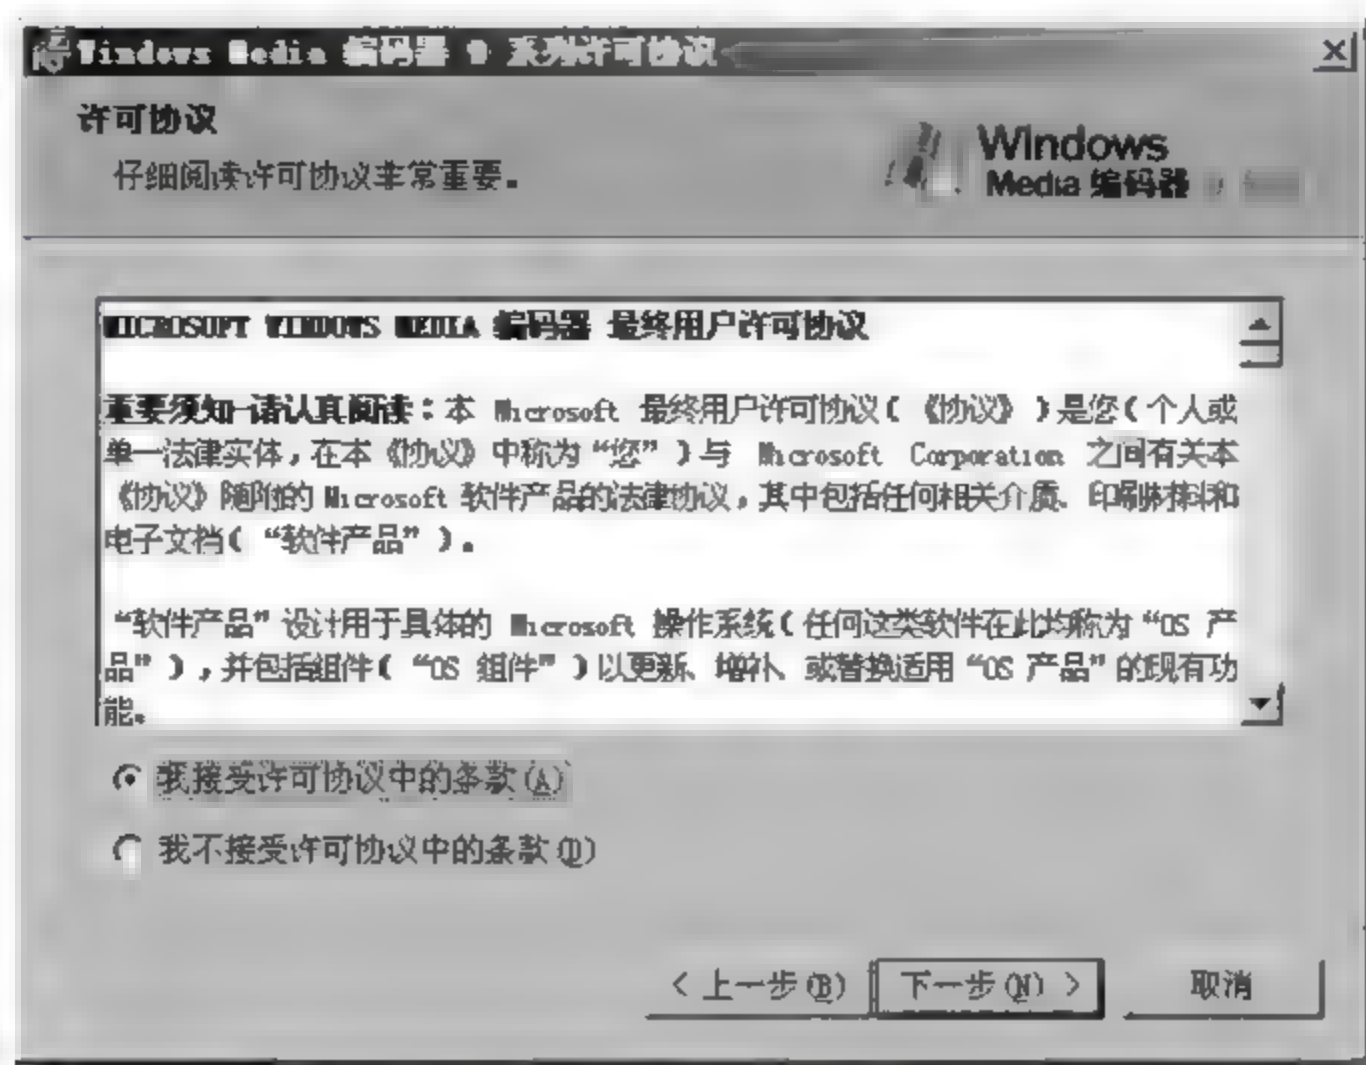 Windows Media 编码器 9 系列许可协议
许可协议
仔细阅读许可协议非常重要。
Windows
Media 编码器
MICROSOFT WINDOWS MEDIA 编码器 最终用户许可协议
重要须知-请认真阅读：本 Microsoft 最终用户许可协议(《协议》)是您(个人或
单一法律实体，在本《协议》中称为“您”)与 Microsoft Corporation 之间有关本
《协议》随附的 Microsoft 软件产品的法律协议，其中包括任何相关介质、印刷材料和
电子文档(“软件产品”)。
“软件产品”设计用于具体的 Microsoft 操作系统(任何这类软件在此均称为“OS 产
品”)，并包括组件(“OS 组件”)以更新、增补、或替换适用“OS 产品”的现有功
能。
我接受许可协议中的条款(A)
我不接受许可协议中的条款(D)
< 上一步(B) 下一步(N) > 取消